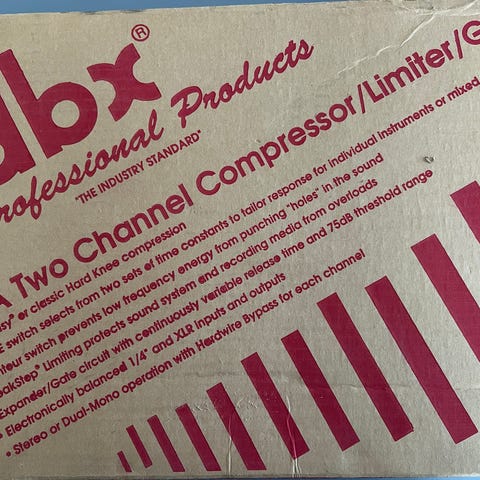 dbx®
Professional Products
"THE INDUSTRY STANDARD"
A Two Channel Compressor/Limiter/G
or classic Hard Knee compression
switch selects from two sets of time constants to tailor response for individual instruments or mixed
switch prevents low frequency energy from punching "holes" in the sound
Limiting protects sound system and recording media from overloads
Expander/Gate circuit with continuously variable release time and 75dB threshold range
• Electronically balanced 1/4" and XLR inputs and outputs
• Stereo or Dual-Mono operation with Hardwire Bypass for each channel